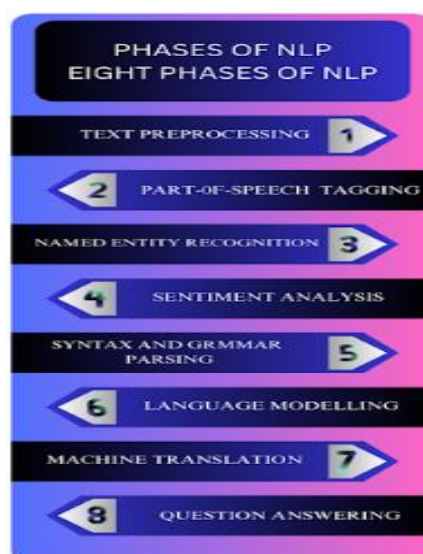 PHASES OF NLP
EIGHT PHASES OF NLP
TEXT PREPROCESSING 1
2 PART-0F-SPEECH TAGGING
NAMED ENTITY RECOGNITION 3
4 SENTIMENT ANALYSIS
SYNTAX AND GRMMAR
PARSING 5
6 LANGUAGE MODELLING
MACHINE TRANSLATION 7
8 QUESTION ANSWERING